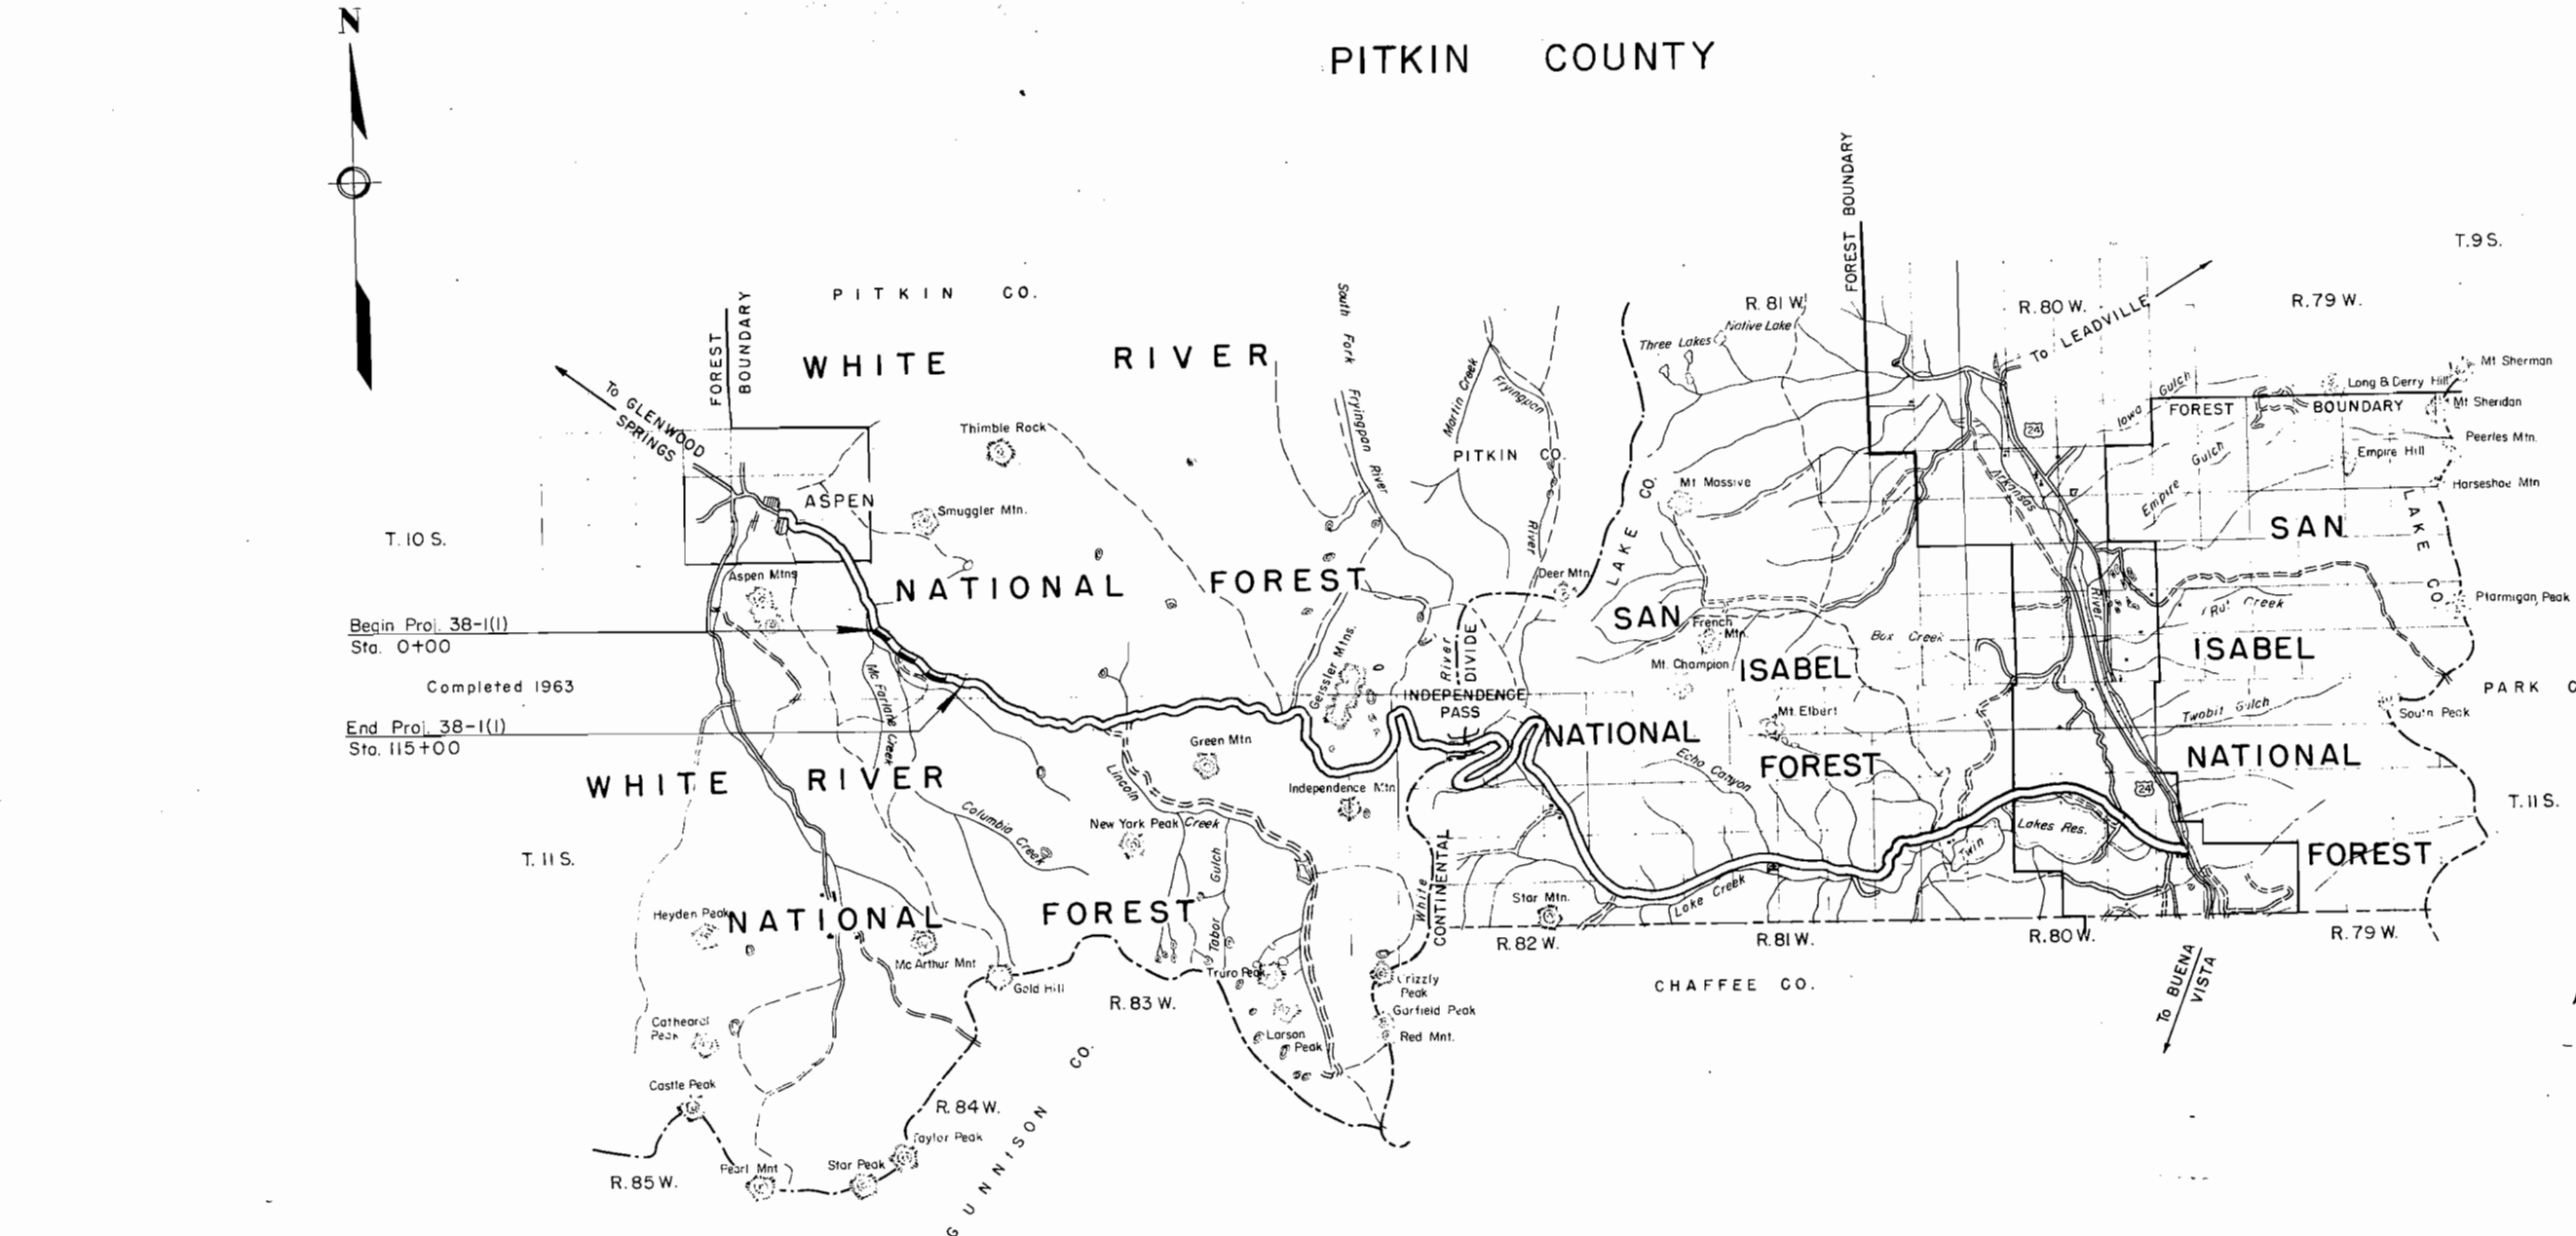 N
PITKIN COUNTY
FOREST BOUNDARY
T.9 S.
PITKIN CO.
FOREST BOUNDARY
South Fork Fryingpan River
R. 81 W.
R. 80 W.
R. 79 W.
To LEADVILLE
Native Lake
Three Lakes
WHITE RIVER
To GLENWOOD SPRINGS
Martin Creek
Fryingpan River
Mt Sherman
Long & Derry Hill
Iowa Gulch
FOREST BOUNDARY
Mt Sheridan
Thimble Rock
24
Peerles Mtn.
PITKIN CO.
Empire Hill
Empire Gulch
LAKE CO.
Mt Massive
Arkansas River
Horseshoe Mtn
LAKE CO.
ASPEN
Smuggler Mtn.
SAN
T. 10 S.
Aspen Mtns
NATIONAL FOREST
Deer Mtn.
Ptarmigan Peak
Begin Proj. 38-1(1)
Sta. 0+00
SAN
French Mtn.
Box Creek
ISABEL
Mt. Champion
ISABEL
Geissler Mtns.
River
DIVIDE
Completed 1963
Mc Farlane Creek
INDEPENDENCE
PASS
PARK
Twobit Gulch
South Peak
End Proj. 38-1(1)
Sta. 115+00
Mt. Elbert
NATIONAL
FOREST
NATIONAL
Green Mtn
Echo Canyon
WHITE RIVER
Lincoln Creek
Independence Mtn
24
T. 11 S.
Columbia Creek
New York Peak
Lakes Res.
Twin
T. 11 S.
FOREST
Tabor Gulch
White
CONTINENTAL
Lake Creek
Star Mtn.
Heyden Peak
NATIONAL FOREST
R. 82 W.
R. 81 W.
R. 80 W.
R. 79 W.
Mc Arthur Mnt
Gold Hill
Truro Peak
Grizzly
Peak
To BUENA VISTA
CHAFFEE CO.
R. 83 W.
Garfield Peak
Red Mnt.
Larson
Peak
Cathearel
Peak
Castle Peak
GUNNISON CO.
R. 84 W.
Taylor Peak
Star Peak
Pearl Mnt
R. 85 W.